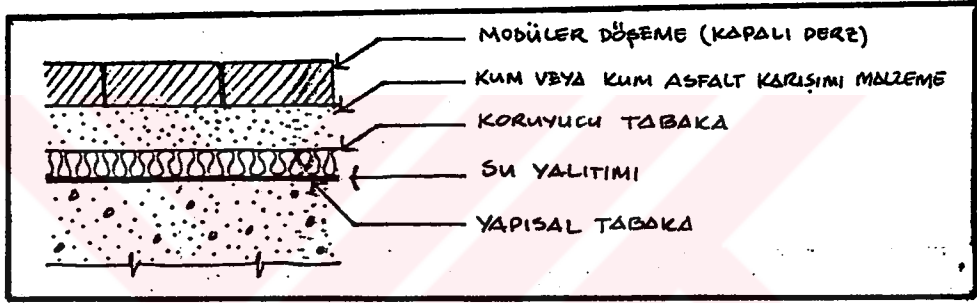 MODÜLER DÖŞEME (KAPALI DERZ)
KUM VEYA KUM ASFALT KARIŞIMI MALZEME
KORUYUCU TABAKA
SU YALITIMI
YAPISAL TABAKA